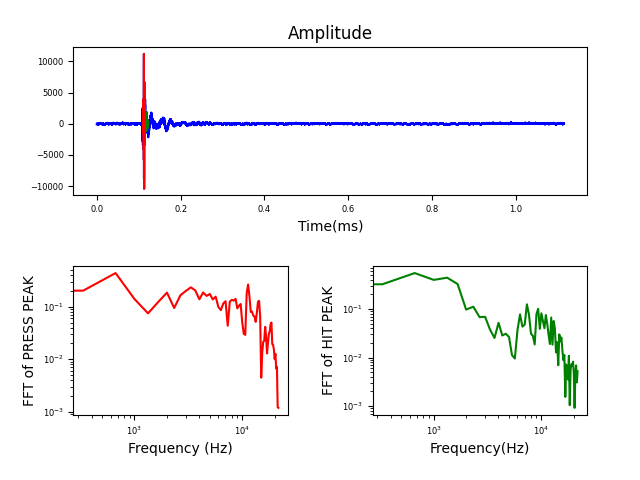 Amplitude
10000
5000
0
−5000
−10000
0.0 0.2 0.4 0.6 0.8 1.0
Time(ms)
FFT of PRESS PEAK
10⁻¹
10⁻²
10⁻³
10³ 10⁴
Frequency (Hz)
FFT of HIT PEAK
10⁻¹
10⁻²
10⁻³
10³ 10⁴
Frequency(Hz)